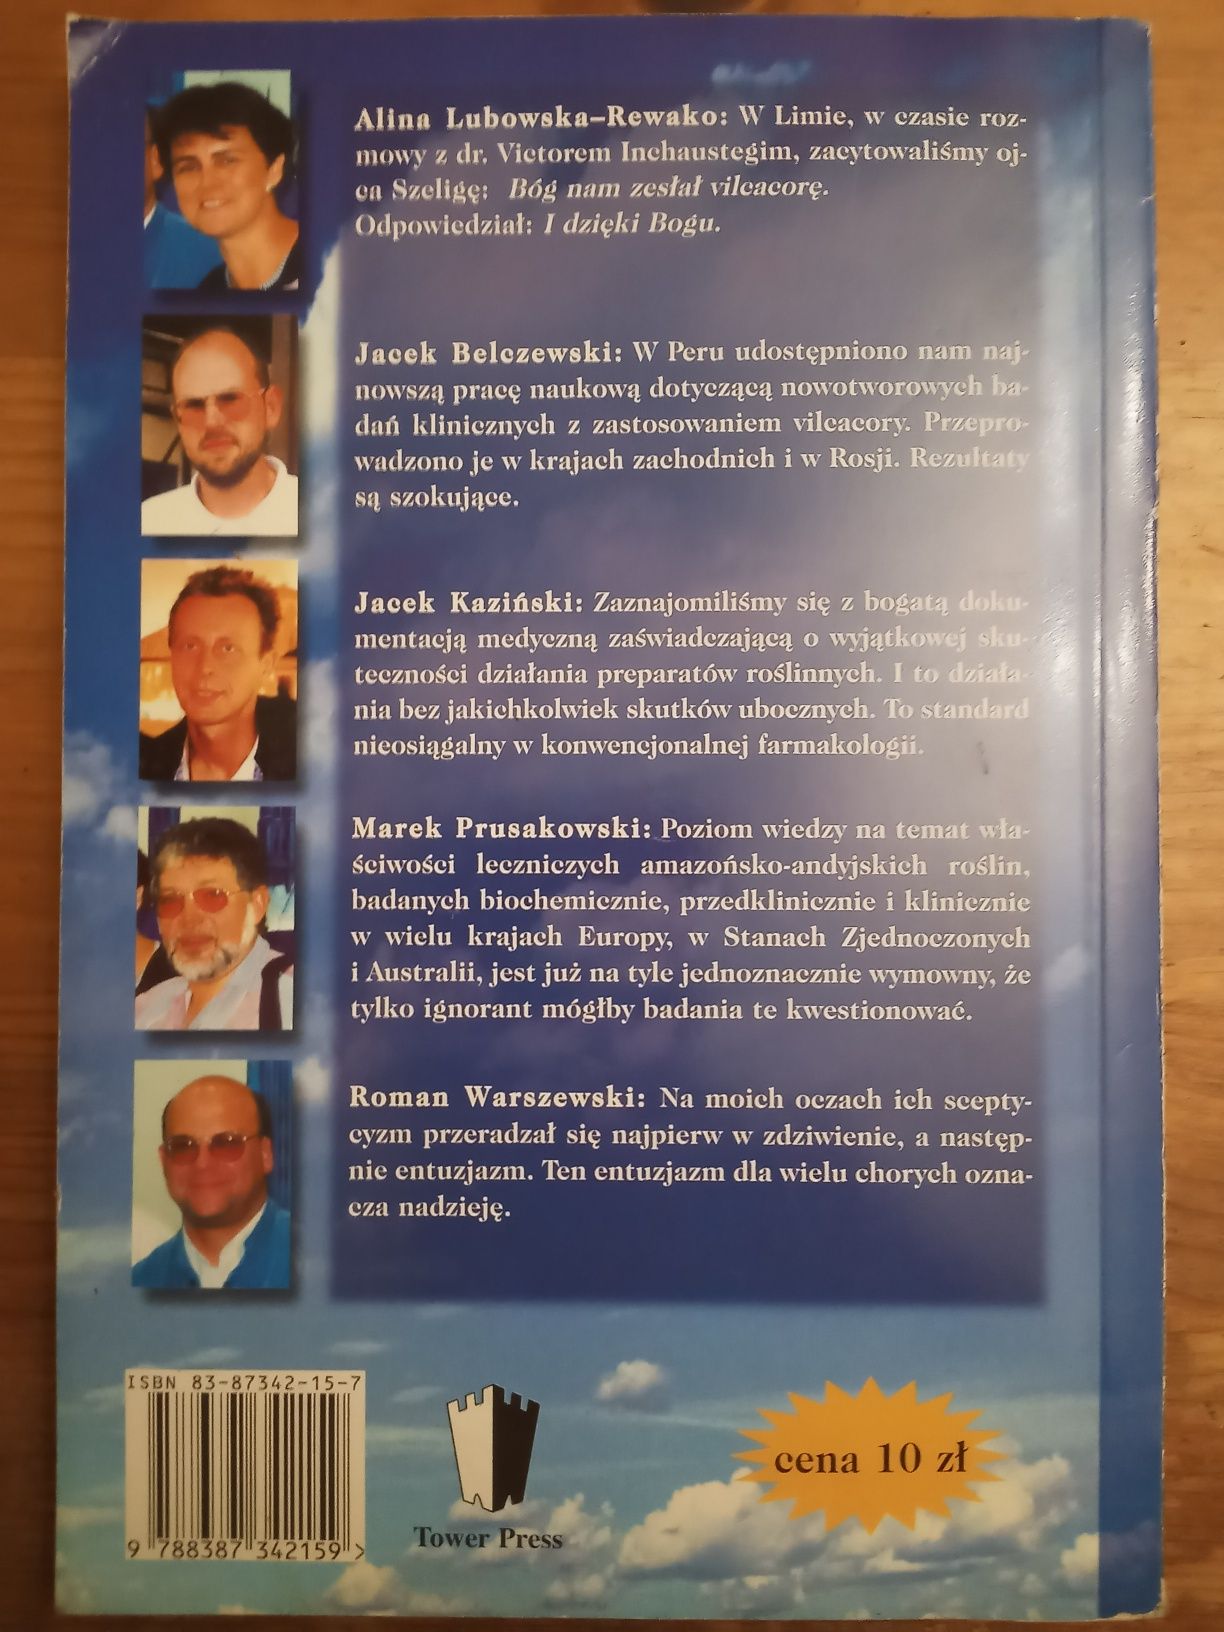 Alina Lubowska-Rewako: W Limie, w czasie roz-
mowy z dr. Victorem Inchaustegim, zacytowaliśmy oj-
ca Szeligę: Bóg nam zesłał vilcacorę.
Odpowiedział: I dzięki Bogu.
Jacek Belczewski: W Peru udostępniono nam naj-
nowszą pracę naukową dotyczącą nowotworowych ba-
dań klinicznych z zastosowaniem vilcacory. Przepro-
wadzono je w krajach zachodnich i w Rosji. Rezultaty
są szokujące.
Jacek Kaziński: Zaznajomiliśmy się z bogatą doku-
mentacją medyczną zaświadczającą o wyjątkowej sku-
teczności działania preparatów roślinnych. I to działa-
nia bez jakichkolwiek skutków ubocznych. To standard
nieosiągalny w konwencjonalnej farmakologii.
Marek Prusakowski: Poziom wiedzy na temat wła-
ściwości leczniczych amazońsko-andyjskich roślin,
badanych biochemicznie, przedklinicznie i klinicznie
w wielu krajach Europy, w Stanach Zjednoczonych
i Australii, jest już na tyle jednoznacznie wymowny, że
tylko ignorant mógłby badania te kwestionować.
Roman Warszewski: Na moich oczach ich scepty-
cyzm przeradzał się najpierw w zdziwienie, a następ-
nie entuzjazm. Ten entuzjazm dla wielu chorych ozna-
cza nadzieję.
ISBN 83-87342-15-7
9 788387 342159 >
Tower Press
cena 10 zł